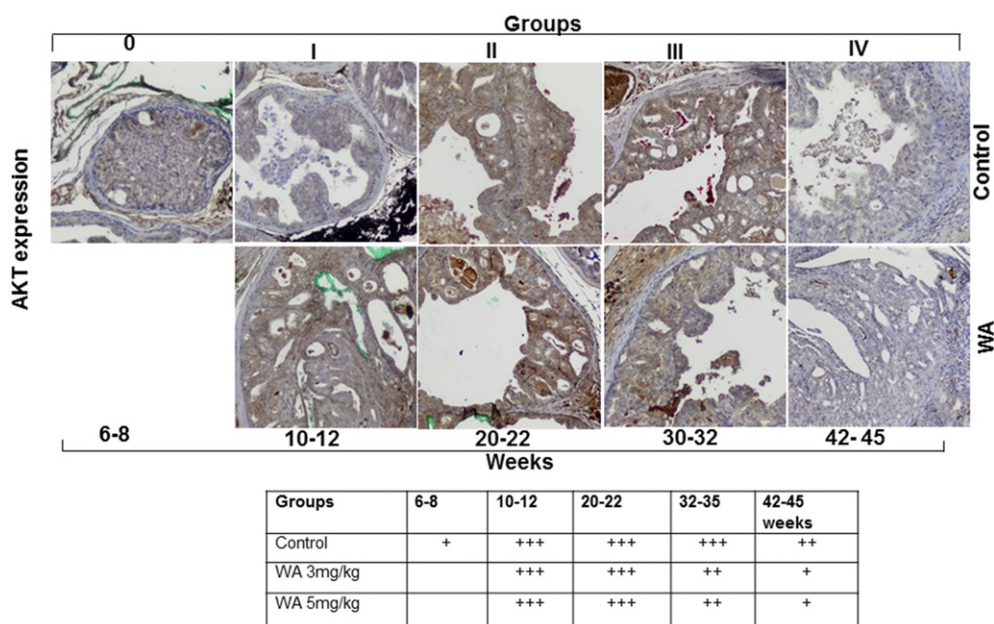 Groups
0 I II III IV
AKT expression
Control
WA
6-8 10-12 20-22 30-32 42- 45
Weeks
Groups 6-8 10-12 20-22 32-35 42-45 weeks
Control + +++ +++ +++ ++
WA 3mg/kg +++ +++ ++ +
WA 5mg/kg +++ +++ ++ +